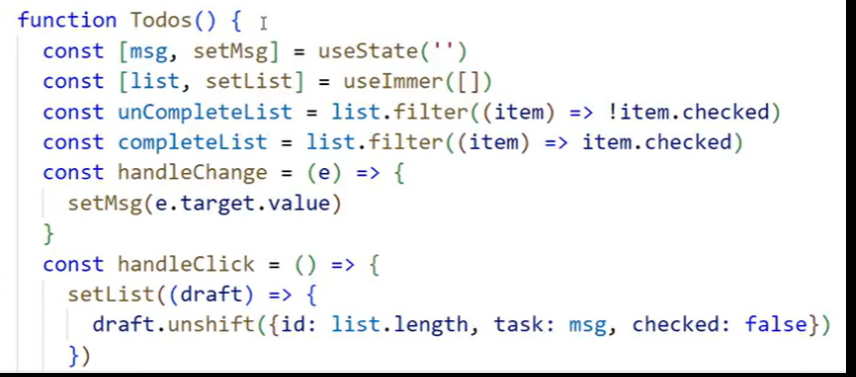 function Todos() {
const [msg, setMsg] = useState('')
const [list, setList] = useImmer([])
const unCompleteList = list.filter((item) => !item.checked)
const completeList = list.filter((item) => item.checked)
const handleChange = (e) => {
setMsg(e.target.value)
}
const handleClick = () => {
setList((draft) => {
draft.unshift({id: list.length, task: msg, checked: false})
})